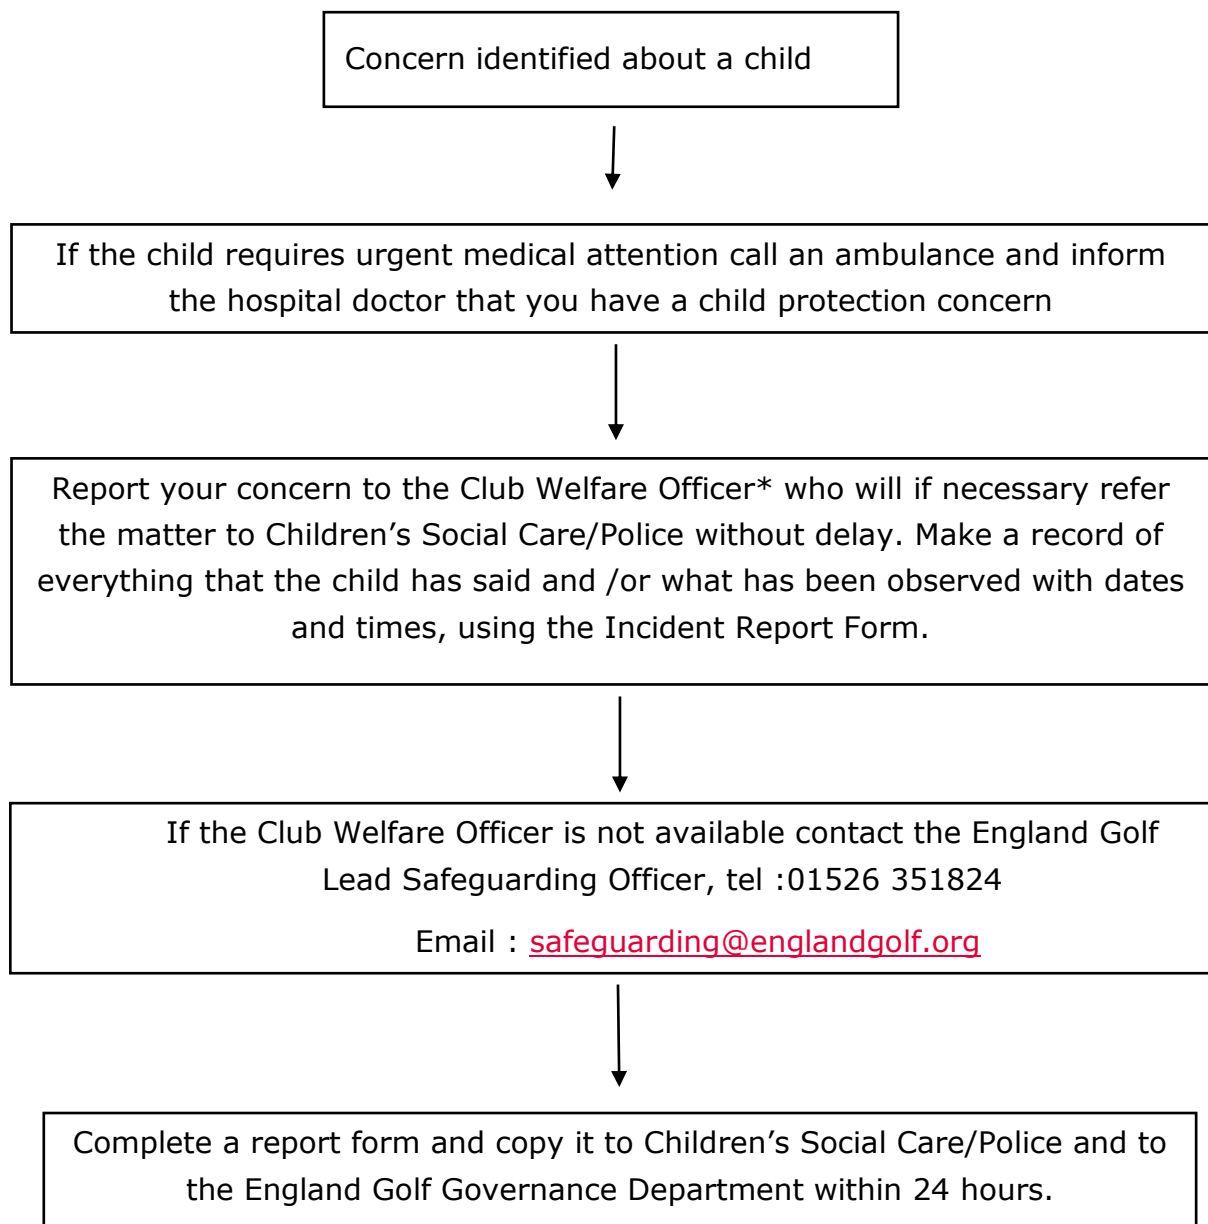 Concern identified about a child
If the child requires urgent medical attention call an ambulance and inform
the hospital doctor that you have a child protection concern
Report your concern to the Club Welfare Officer* who will if necessary refer
the matter to Children’s Social Care/Police without delay. Make a record of
everything that the child has said and /or what has been observed with dates
and times, using the Incident Report Form.
If the Club Welfare Officer is not available contact the England Golf
Lead Safeguarding Officer, tel :01526 351824
Email : safeguarding@englandgolf.org
Complete a report form and copy it to Children’s Social Care/Police and to
the England Golf Governance Department within 24 hours.